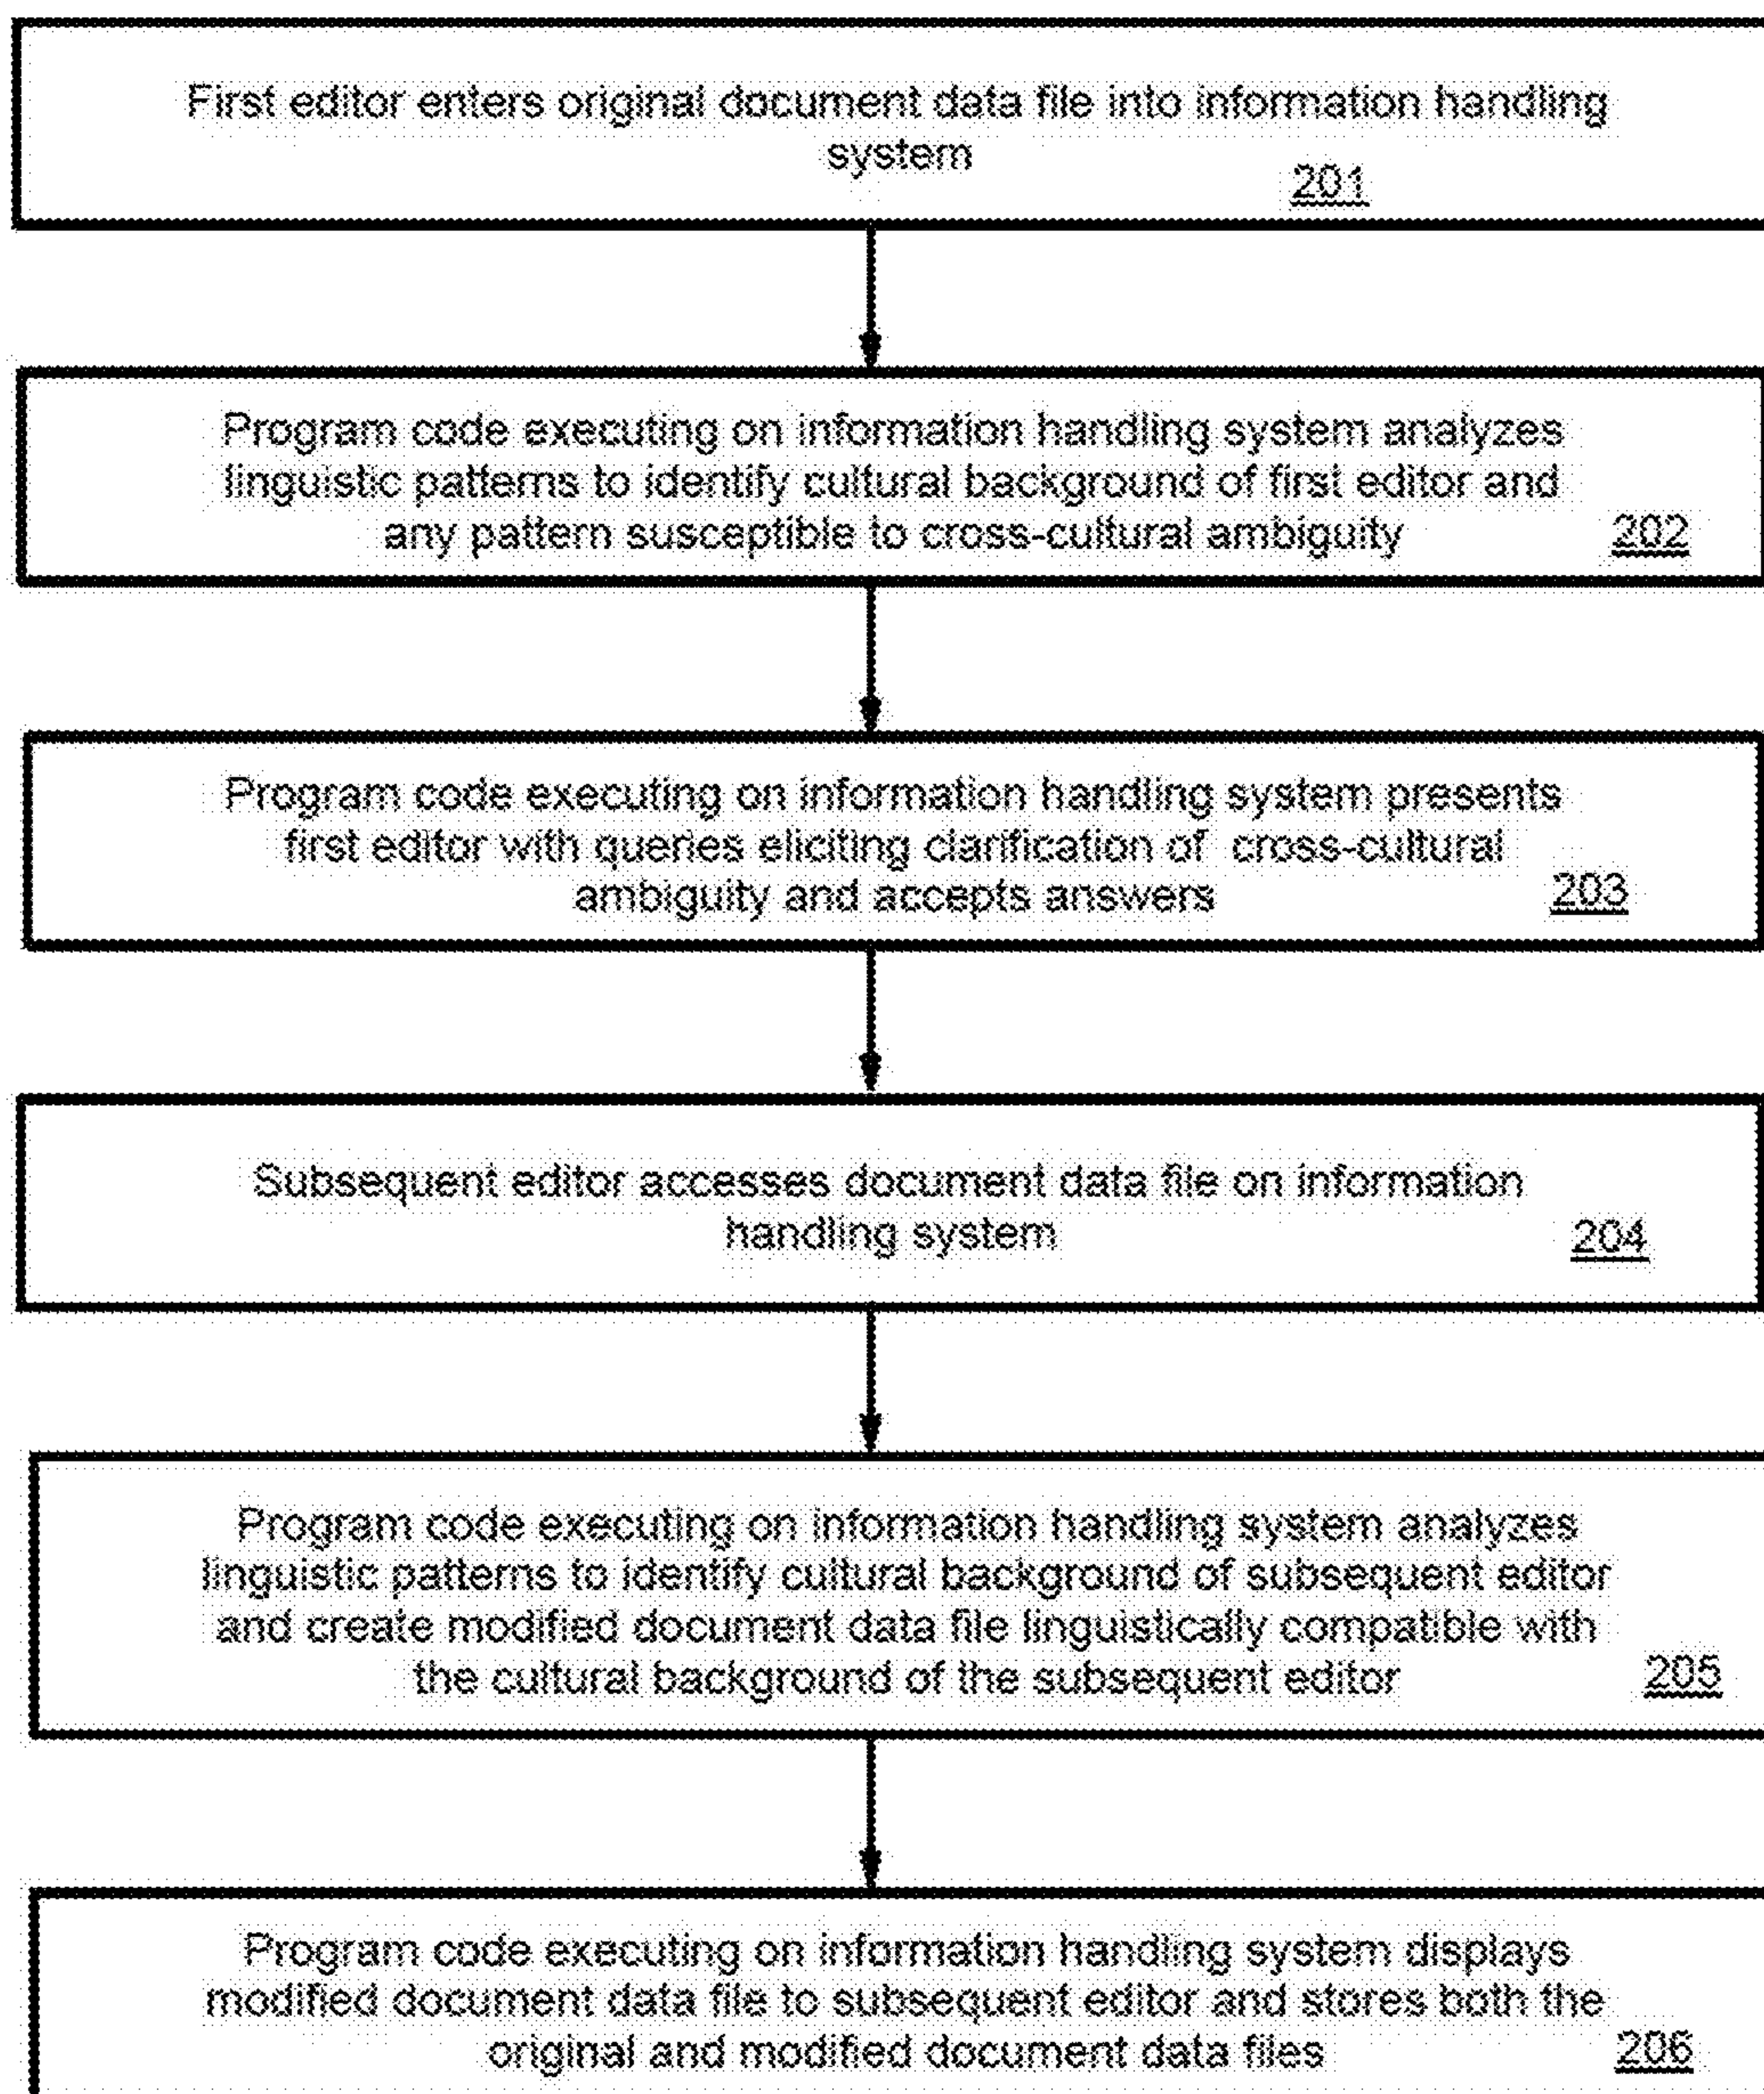 First editor enters original document data file into information handling
system
201
Program code executing on information handling system analyzes
linguistic patterns to identify cultural background of first editor and
any pattern susceptible to cross-cultural ambiguity
202
Program code executing on information handling system presents
first editor with queries eliciting clarification of cross-cultural
ambiguity and accepts answers
203
Subsequent editor accesses document data file on information
handling system
204
Program code executing on information handling system analyzes
linguistic patterns to identify cultural background of subsequent editor
and create modified document data file linguistically compatible with
the cultural background of the subsequent editor
205
Program code executing on information handling system displays
modified document data file to subsequent editor and stores both the
original and modified document data files
206